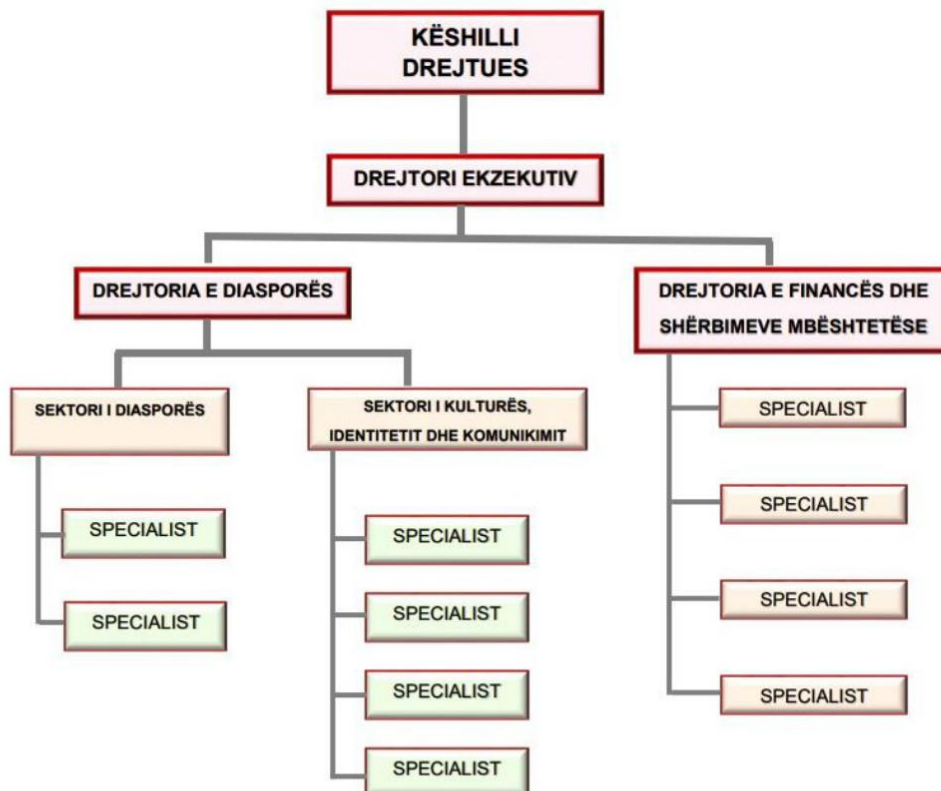 KËSHILLI
DREJTUES
DREJTORI EKZEKUTIV
DREJTORIA E DIASPORËS
DREJTORIA E FINANCËS DHE
SHËRBIMEVE MBËSHTETËSE
SEKTORI I DIASPORËS
SEKTORI I KULTURËS,
IDENTITETIT DHE KOMUNIKIMIT
SPECIALIST
SPECIALIST
SPECIALIST
SPECIALIST
SPECIALIST
SPECIALIST
SPECIALIST
SPECIALIST
SPECIALIST
SPECIALIST